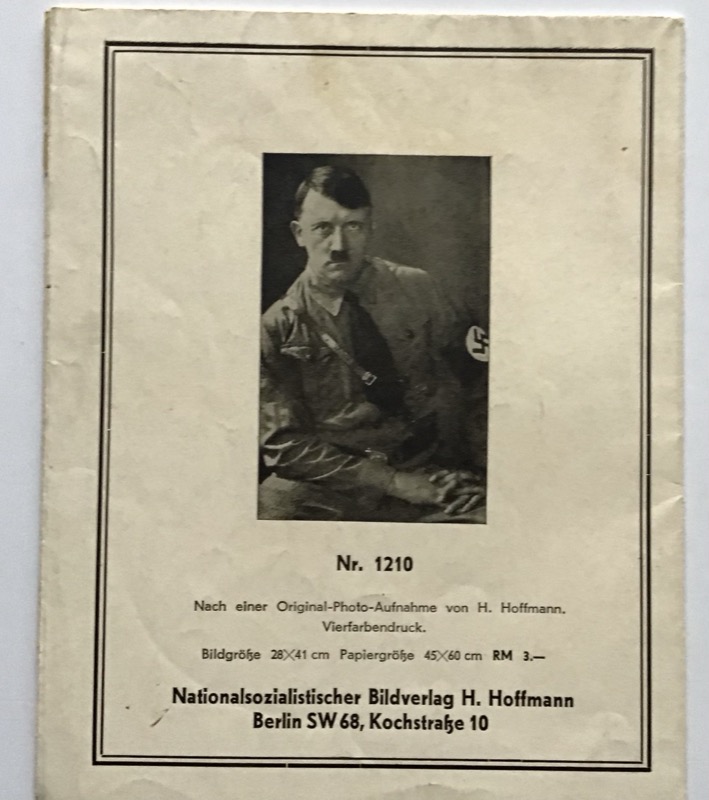 Nr. 1210
Nach einer Original-Photo-Aufnahme von H. Hoffmann.
Vierfarbendruck.
Bildgröße 28×41 cm Papiergröße 45×60 cm RM 3.—
Nationalsozialistischer Bildverlag H. Hoffmann
Berlin SW 68, Kochstraße 10